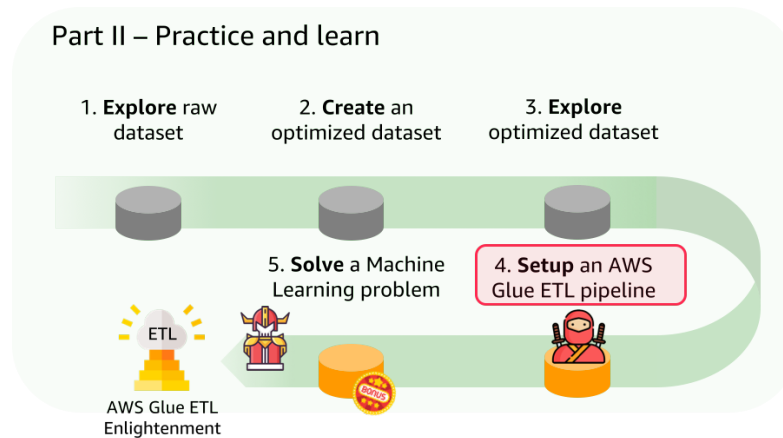 Part II – Practice and learn
1. Explore raw
dataset
2. Create an
optimized dataset
3. Explore
optimized dataset
4. Setup an AWS
Glue ETL pipeline
5. Solve a Machine
Learning problem
BONUS
ETL
AWS Glue ETL
Enlightenment